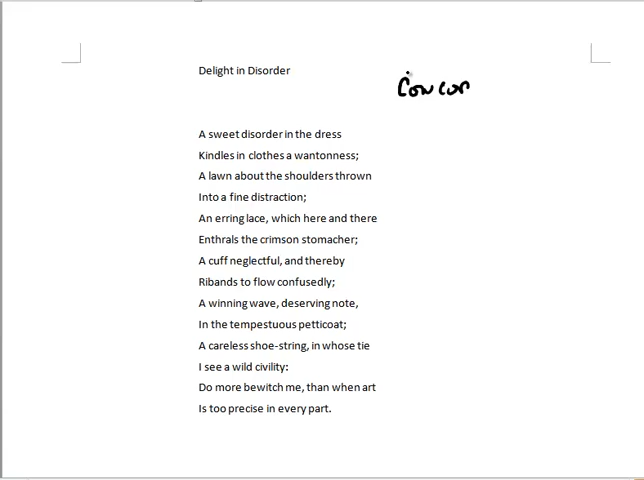 Delight in Disorder
A sweet disorder in the dress
Kindles in clothes a wantonness;
A lawn about the shoulders thrown
Into a fine distraction;
An erring lace, which here and there
Enthrals the crimson stomacher;
A cuff neglectful, and thereby
Ribands to flow confusedly;
A winning wave, deserving note,
In the tempestuous petticoat;
A careless shoe-string, in whose tie
I see a wild civility:
Do more bewitch me, than when art
Is too precise in every part.